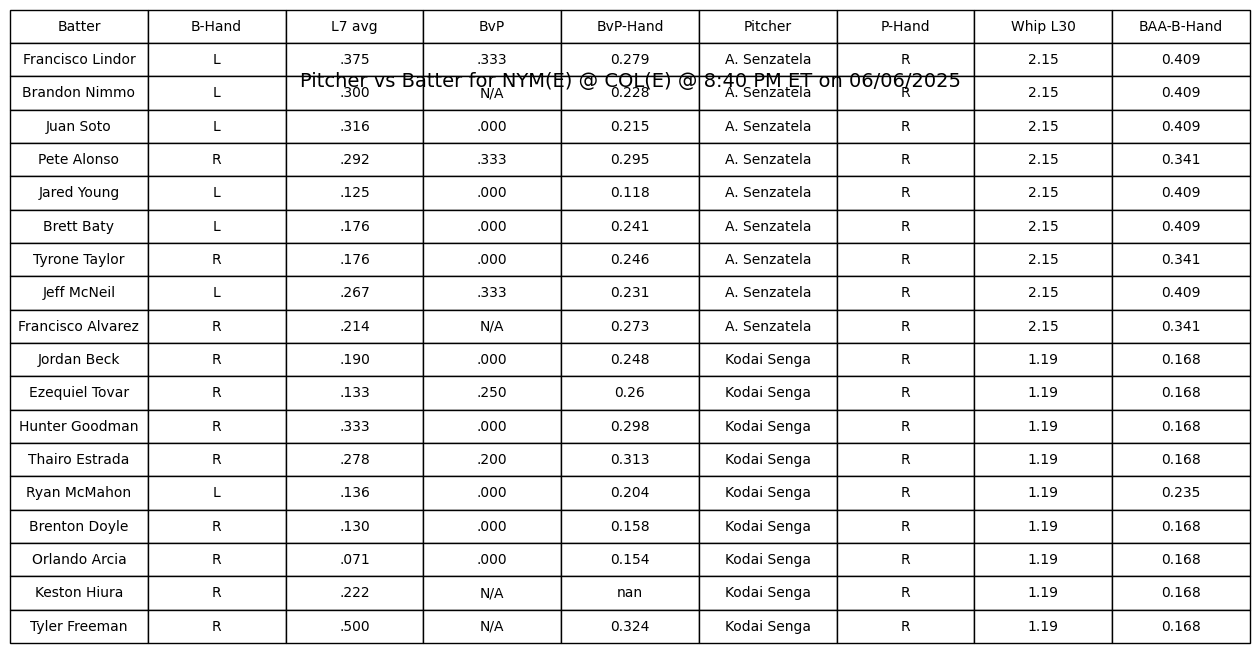 Batter B-Hand L7 avg BvP BvP-Hand Pitcher P-Hand Whip L30 BAA-B-Hand
Francisco Lindor L .375 .333 0.279 A. Senzatela R 2.15 0.409
Pitcher vs Batter for NYM(E) @ COL(E) @ 8:40 PM ET on 06/06/2025
Brandon Nimmo L .300 N/A 0.228 A. Senzatela R 2.15 0.409
Juan Soto L .316 .000 0.215 A. Senzatela R 2.15 0.409
Pete Alonso R .292 .333 0.295 A. Senzatela R 2.15 0.341
Jared Young L .125 .000 0.118 A. Senzatela R 2.15 0.409
Brett Baty L .176 .000 0.241 A. Senzatela R 2.15 0.409
Tyrone Taylor R .176 .000 0.246 A. Senzatela R 2.15 0.341
Jeff McNeil L .267 .333 0.231 A. Senzatela R 2.15 0.409
Francisco Alvarez R .214 N/A 0.273 A. Senzatela R 2.15 0.341
Jordan Beck R .190 .000 0.248 Kodai Senga R 1.19 0.168
Ezequiel Tovar R .133 .250 0.26 Kodai Senga R 1.19 0.168
Hunter Goodman R .333 .000 0.298 Kodai Senga R 1.19 0.168
Thairo Estrada R .278 .200 0.313 Kodai Senga R 1.19 0.168
Ryan McMahon L .136 .000 0.204 Kodai Senga R 1.19 0.235
Brenton Doyle R .130 .000 0.158 Kodai Senga R 1.19 0.168
Orlando Arcia R .071 .000 0.154 Kodai Senga R 1.19 0.168
Keston Hiura R .222 N/A nan Kodai Senga R 1.19 0.168
Tyler Freeman R .500 N/A 0.324 Kodai Senga R 1.19 0.168